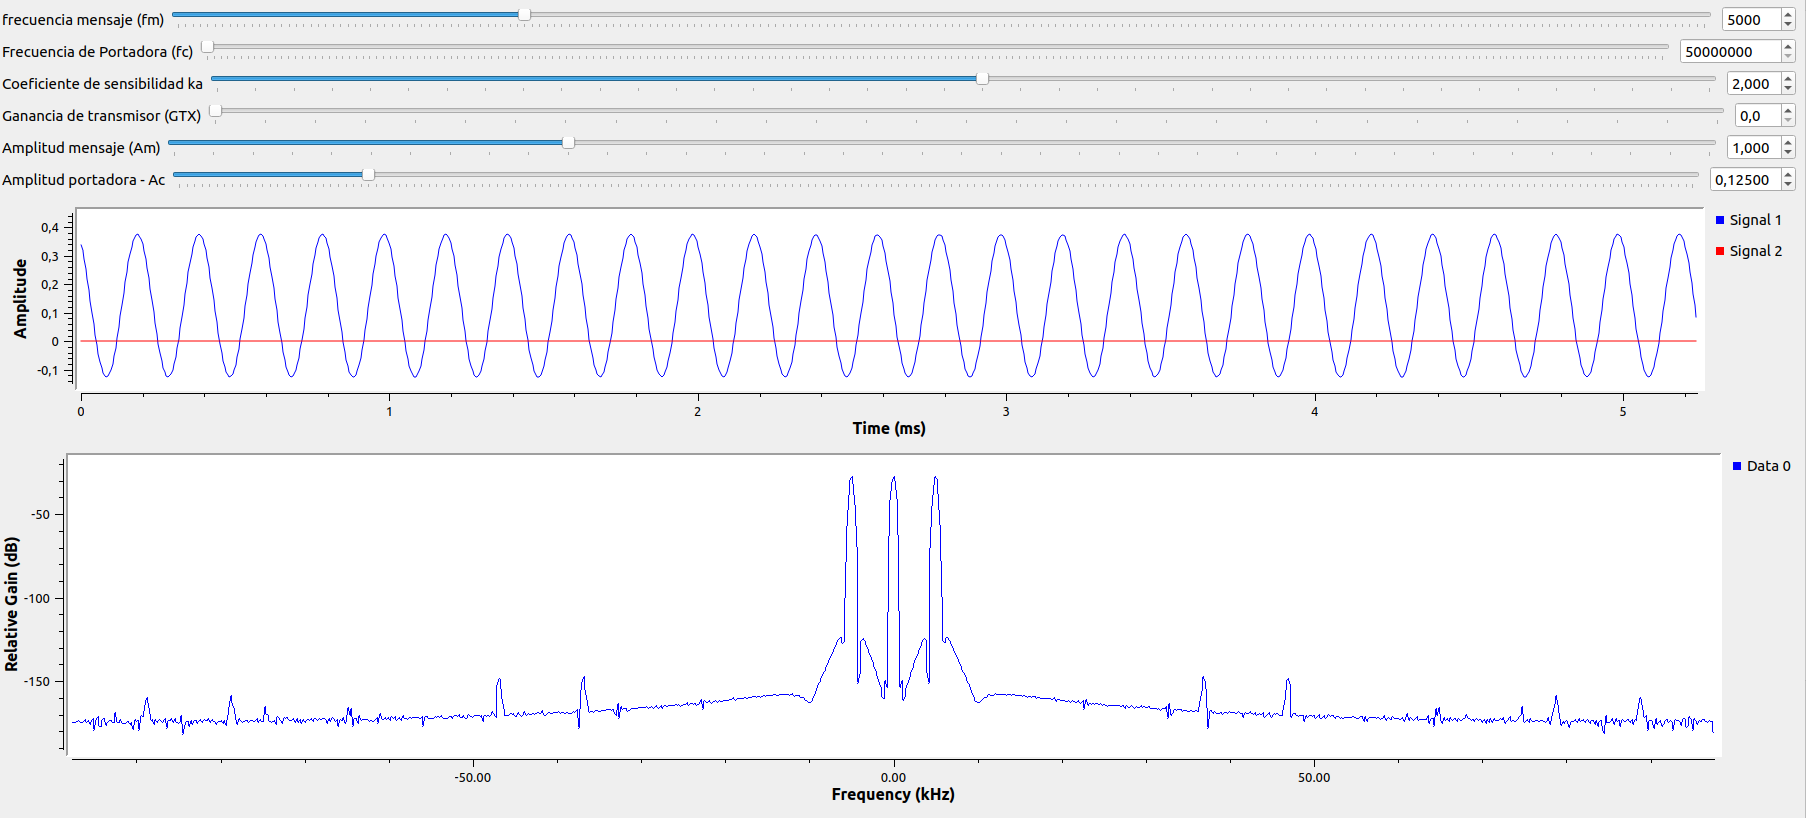 frecuencia mensaje (fm) 5000
Frecuencia de Portadora (fc) 50000000
Coeficiente de sensibilidad ka 2,000
Ganancia de transmisor (GTX) 0,0
Amplitud mensaje (Am) 1,000
Amplitud portadora - Ac 0,12500
Signal 1
Signal 2
Amplitude
0,4
0,3
0,2
0,1
0
-0,1
0 1 2 3 4 5
Time (ms)
Data 0
Relative Gain (dB)
-50
-100
-150
-50.00 0.00 50.00
Frequency (kHz)